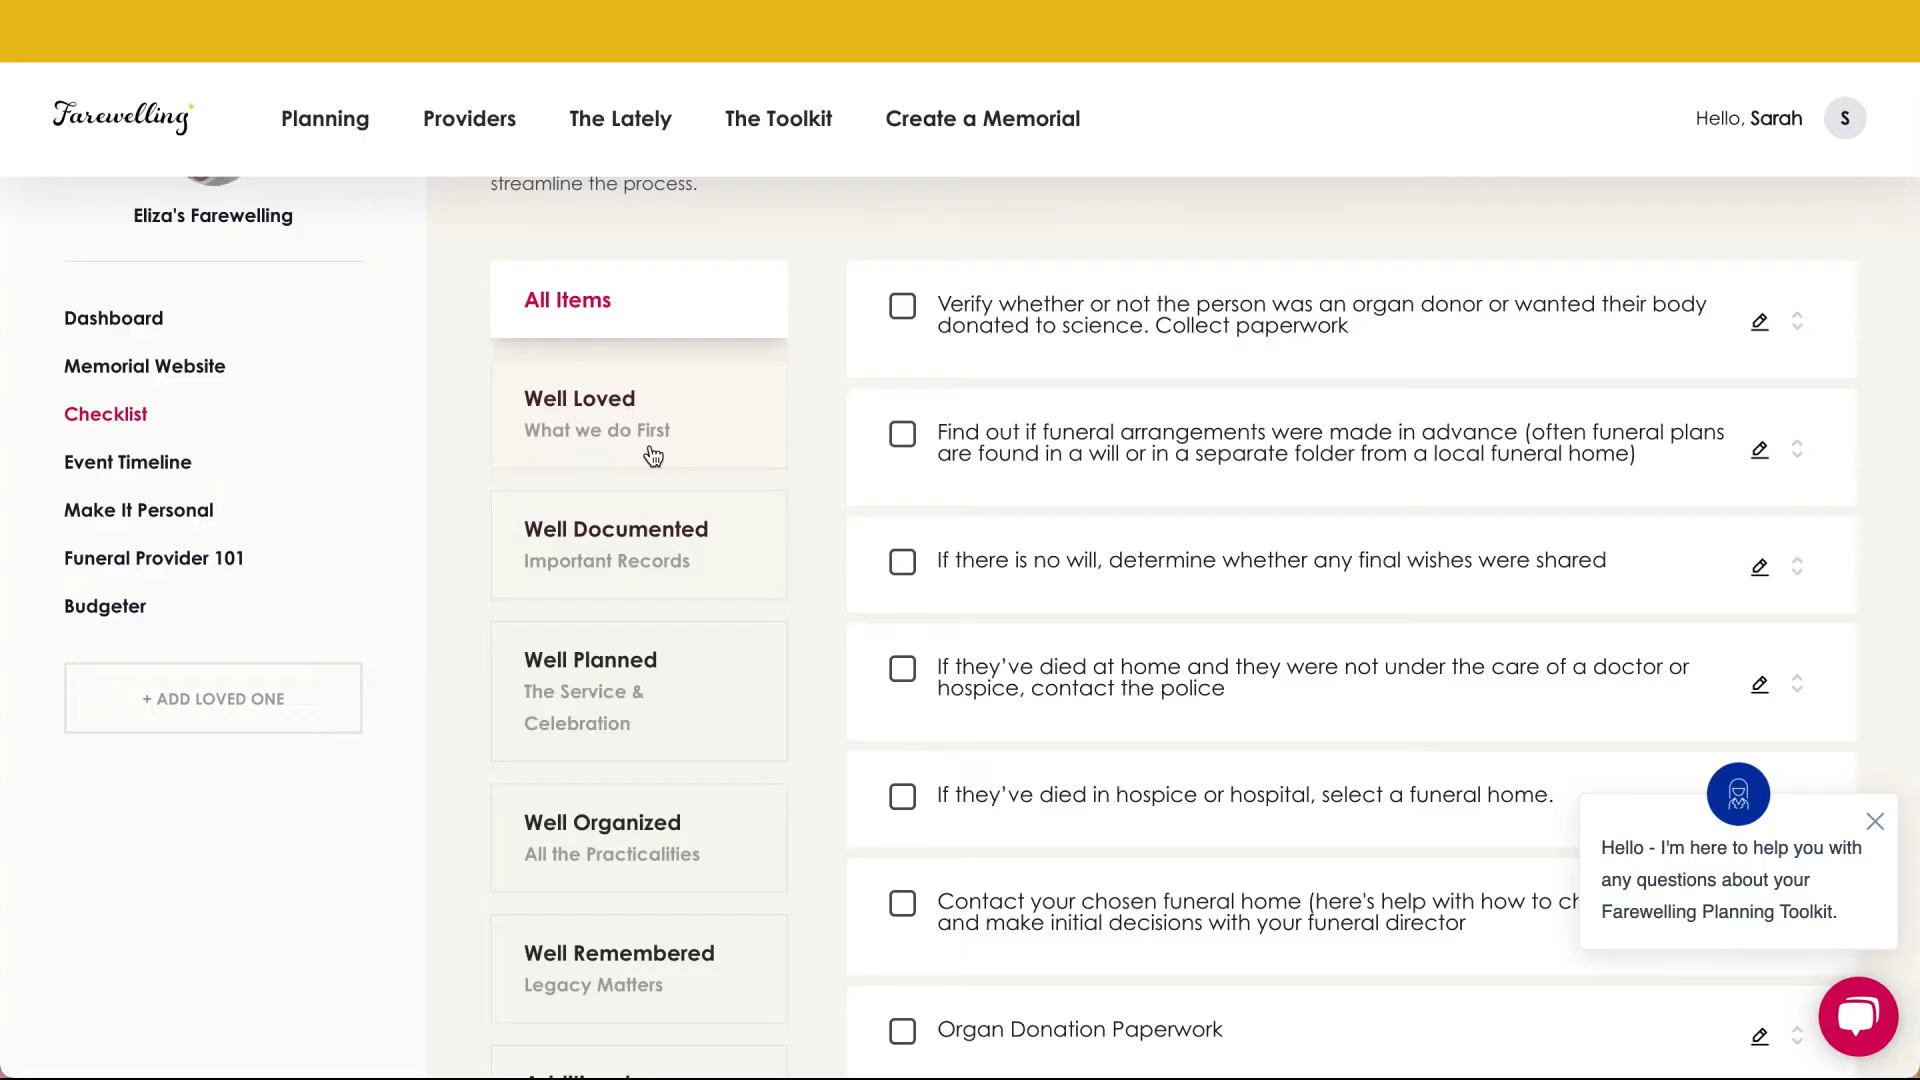 Farewelling
Planning
Providers
The Lately
The Toolkit
Create a Memorial
Hello, Sarah
S
streamline the process.
Eliza's Farewelling
Dashboard
Memorial Website
Checklist
Event Timeline
Make It Personal
Funeral Provider 101
Budgeter
+ ADD LOVED ONE
All Items
Well Loved
What we do First
Well Documented
Important Records
Well Planned
The Service &
Celebration
Well Organized
All the Practicalities
Well Remembered
Legacy Matters
Verify whether or not the person was an organ donor or wanted their body
donated to science. Collect paperwork
Find out if funeral arrangements were made in advance (often funeral plans
are found in a will or in a separate folder from a local funeral home)
If there is no will, determine whether any final wishes were shared
If they’ve died at home and they were not under the care of a doctor or
hospice, contact the police
If they’ve died in hospice or hospital, select a funeral home.
Contact your chosen funeral home (here's help with how to
and make initial decisions with your funeral director
Organ Donation Paperwork
Hello - I'm here to help you with
any questions about your
Farewelling Planning Toolkit.